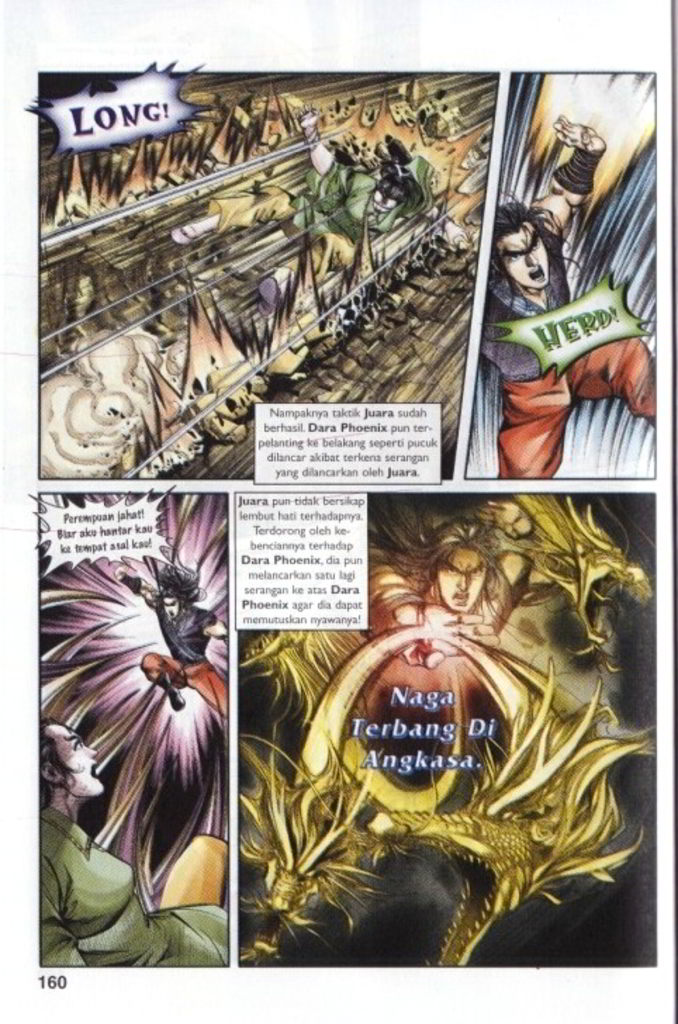 LONG!
HERD!
Nampaknya taktik Juara sudah
berhasil. Dara Phoenix pun ter-
pelanting ke belakang seperti pucuk
dilancar akibat terkena serangan
yang dilancarkan oleh Juara.
Perempuan jahat!
Biar aku hantar kau
ke tempat asal kau!
Juara pun tidak bersikap
lembut hati terhadapnya.
Terdorong oleh ke-
benciannya terhadap
Dara Phoenix, dia pun
melancarkan satu lagi
serangan ke atas Dara
Phoenix agar dia dapat
memutuskan nyawanya!
Naga
Terbang Di
Angkasa.
160